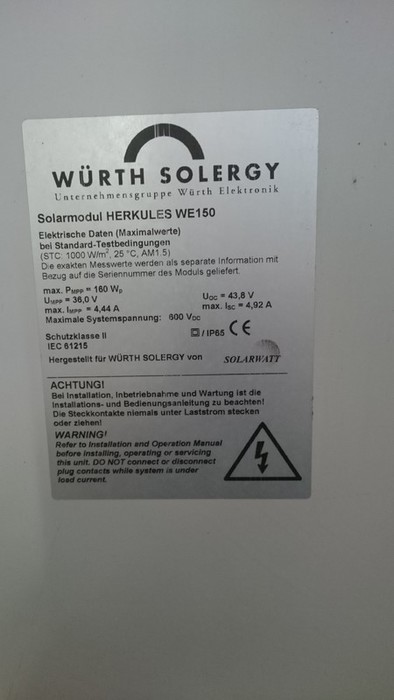 WÜRTH SOLERGY
Unternehmensgruppe Würth Elektronik
Solarmodul HERKULES WE150
Elektrische Daten (Maximalwerte)
bei Standard-Testbedingungen
(STC: 1000 W/m², 25 °C, AM1.5)
Die exakten Messwerte werden als separate Information mit
Bezug auf die Seriennummer des Moduls geliefert.
max. PMPP = 160 Wp
UMPP = 36,0 V
UOC = 43,8 V
max. IMPP = 4,44 A
max. ISC = 4,92 A
Maximale Systemspannung: 600 VDC
Schutzklasse II
/ IP65 CE
IEC 61215
Hergestellt für WÜRTH SOLERGY von SOLARWATT
ACHTUNG!
Bei Installation, Inbetriebnahme und Wartung ist die
Installations- und Bedienungsanleitung zu beachten!
Die Steckkontakte niemals unter Laststrom stecken
oder ziehen!
WARNING!
Refer to Installation and Operation Manual
before installing, operating or servicing
this unit. DO NOT connect or disconnect
plug contacts while system is under
load current.